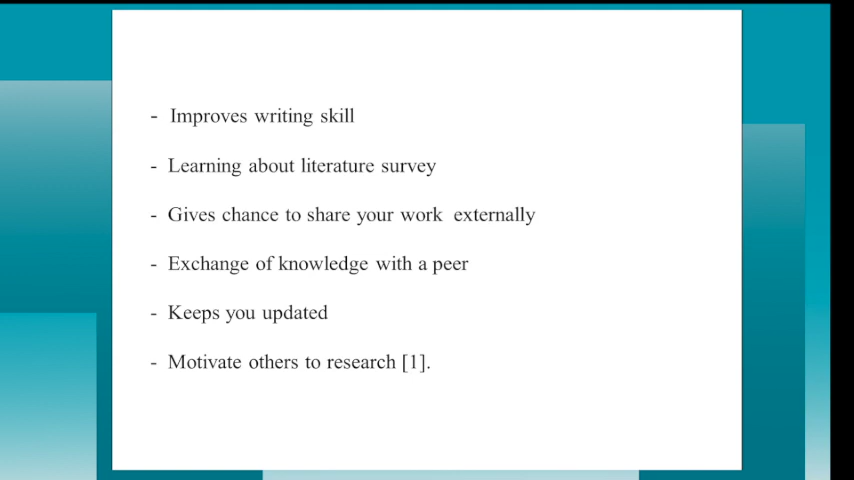 - Improves writing skill
- Learning about literature survey
- Gives chance to share your work externally
- Exchange of knowledge with a peer
- Keeps you updated
- Motivate others to research [1].